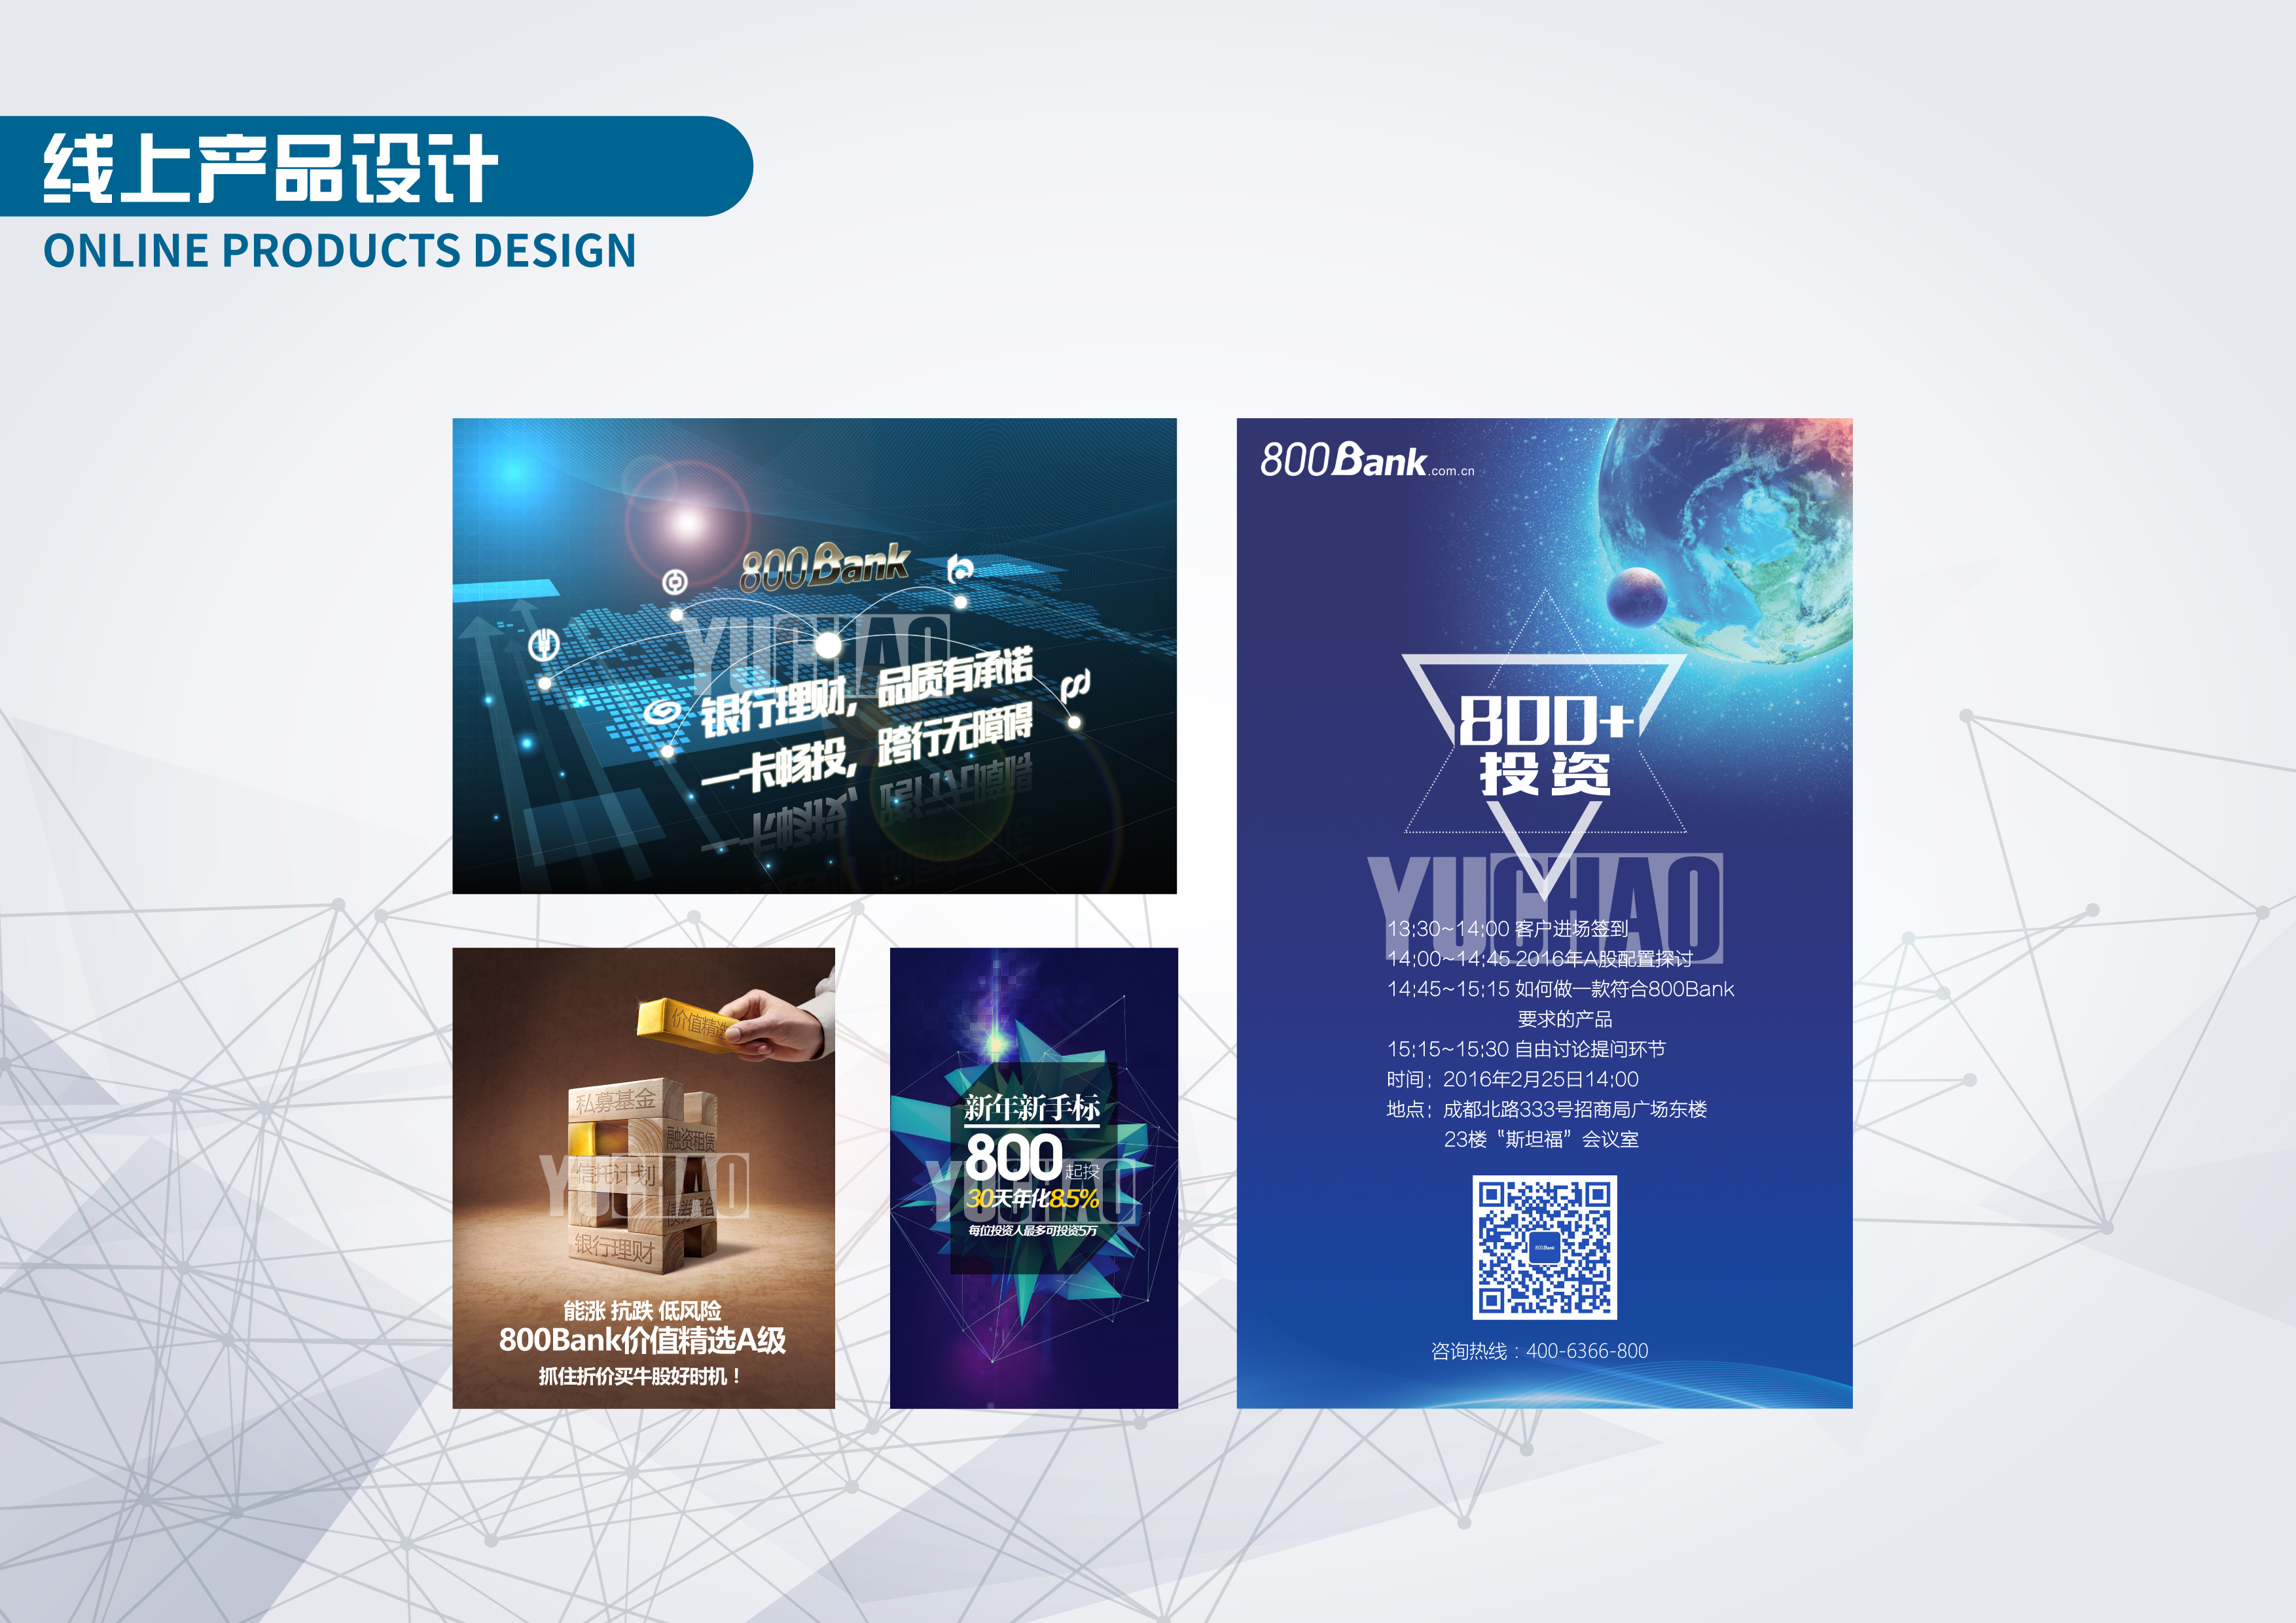 线上产品设计
ONLINE PRODUCTS DESIGN
800Bank
YUCHAO
银行理财，品质有承诺
一卡畅投，跨行无障碍
800Bank.com.cn
800+
投资
YUCHAO
13:30~14:00 客户进场签到
14:00~14:45 2016年A股配置探讨
14:45~15:15 如何做一款符合800Bank
要求的产品
15:15~15:30 自由讨论提问环节
时间：2016年2月25日14:00
地点：成都北路333号招商局广场东楼
23楼“斯坦福”会议室
800Bank
咨询热线：400-6366-800
价值精选
私募基金
融资租赁
信托计划
银行理财
YUCHAO
能涨 抗跌 低风险
800Bank价值精选A级
抓住折价买牛股好时机！
新年新手标
800起投
30天年化8.5%
每位投资人最多可投资5万
YUCHAO